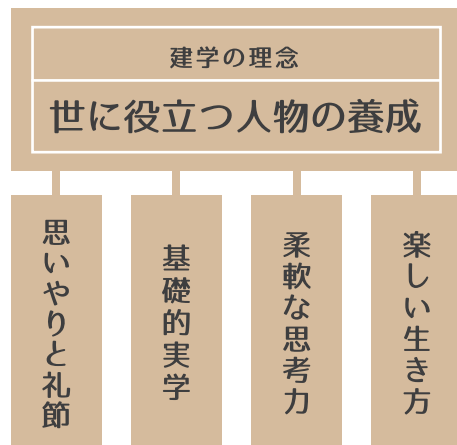 建学の理念
世に役立つ人物の養成
思いやりと礼節
基礎的実学
柔軟な思考力
楽しい生き方